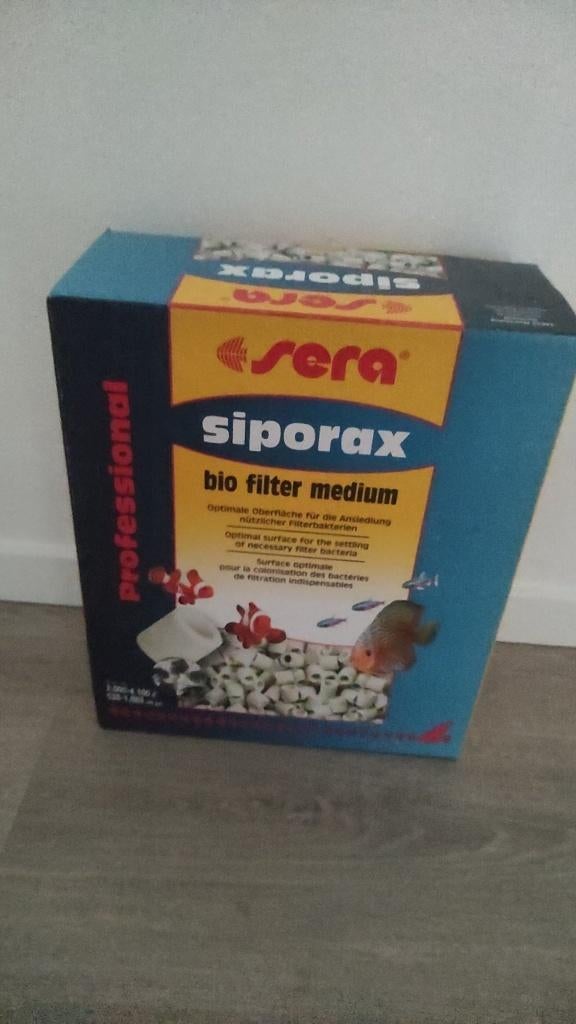 siporax
sera
sera®
siporax
bio filter medium
professional
Optimale Oberfläche für die Ansiedlung
nützlicher Filterbakterien
Optimal surface for the settling
of necessary filter bacteria
Surface optimale
pour la colonisation des bactéries
de filtration indispensables